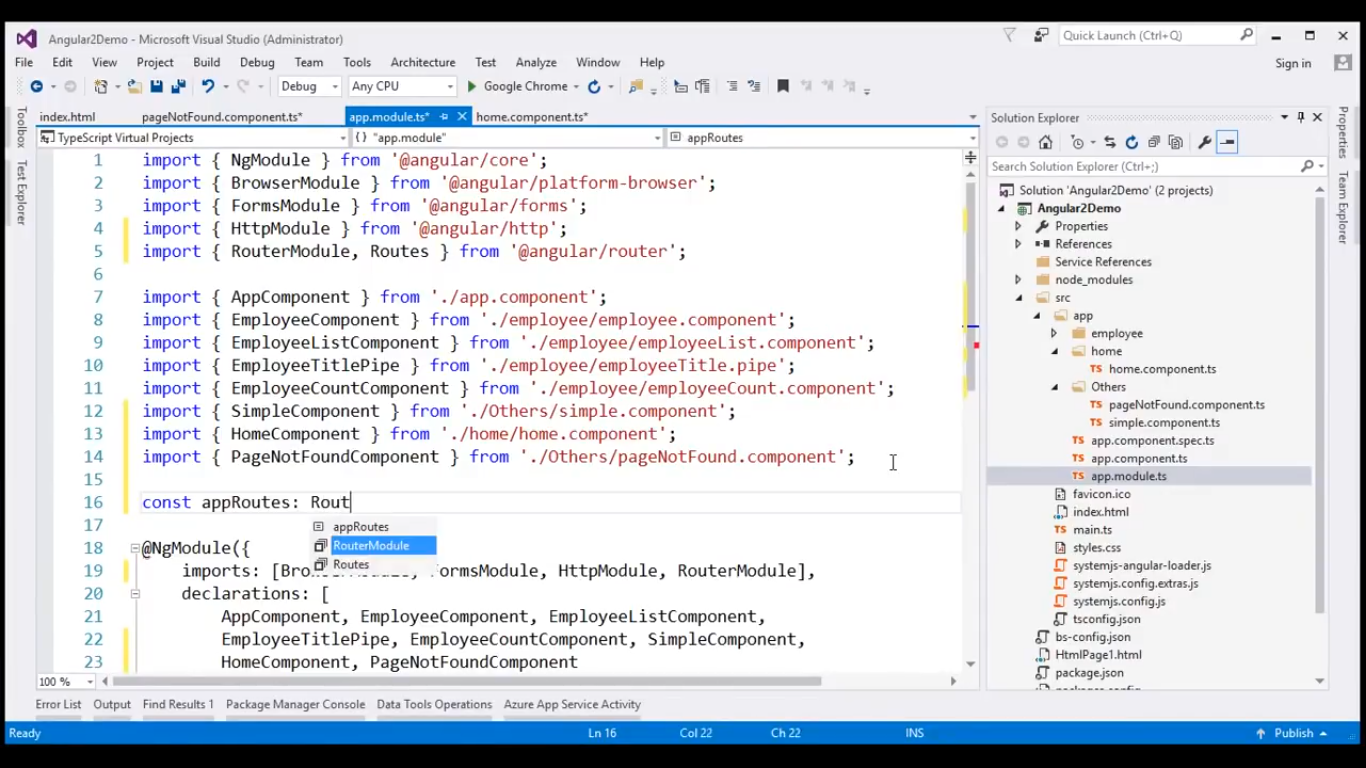 Angular2Demo - Microsoft Visual Studio (Administrator)
Quick Launch (Ctrl+Q)
File Edit View Project Build Debug Team Tools Architecture Test Analyze Window Help
Sign in
Debug Any CPU Google Chrome
index.html pageNotFound.component.ts* app.module.ts* home.component.ts*
TypeScript Virtual Projects {} "app.module" appRoutes
Toolbox
Test Explorer
1 import { NgModule } from '@angular/core';
2 import { BrowserModule } from '@angular/platform-browser';
3 import { FormsModule } from '@angular/forms';
4 import { HttpModule } from '@angular/http';
5 import { RouterModule, Routes } from '@angular/router';
6
7 import { AppComponent } from './app.component';
8 import { EmployeeComponent } from './employee/employee.component';
9 import { EmployeeListComponent } from './employee/employeeList.component';
10 import { EmployeeTitlePipe } from './employee/employeeTitle.pipe';
11 import { EmployeeCountComponent } from './employee/employeeCount.component';
12 import { SimpleComponent } from './Others/simple.component';
13 import { HomeComponent } from './home/home.component';
14 import { PageNotFoundComponent } from './Others/pageNotFound.component';
15
16 const appRoutes: Rout
appRoutes
RouterModule
Routes
17
18 @NgModule({
19 imports: [Br FormsModule, HttpModule, RouterModule],
20 declarations: [
21 AppComponent, EmployeeComponent, EmployeeListComponent,
22 EmployeeTitlePipe, EmployeeCountComponent, SimpleComponent,
23 HomeComponent, PageNotFoundComponent
100 %
Solution Explorer
Search Solution Explorer (Ctrl+;)
Solution 'Angular2Demo' (2 projects)
Angular2Demo
Properties
References
Service References
node_modules
src
app
employee
home
home.component.ts
Others
pageNotFound.component.ts
simple.component.ts
app.component.spec.ts
app.component.ts
app.module.ts
favicon.ico
index.html
main.ts
styles.css
systemjs-angular-loader.js
systemjs.config.extras.js
systemjs.config.js
tsconfig.json
bs-config.json
HtmlPage1.html
package.json
Properties
Team Explorer
Error List Output Find Results 1 Package Manager Console Data Tools Operations Azure App Service Activity
Ready Ln 16 Col 22 Ch 22 INS Publish